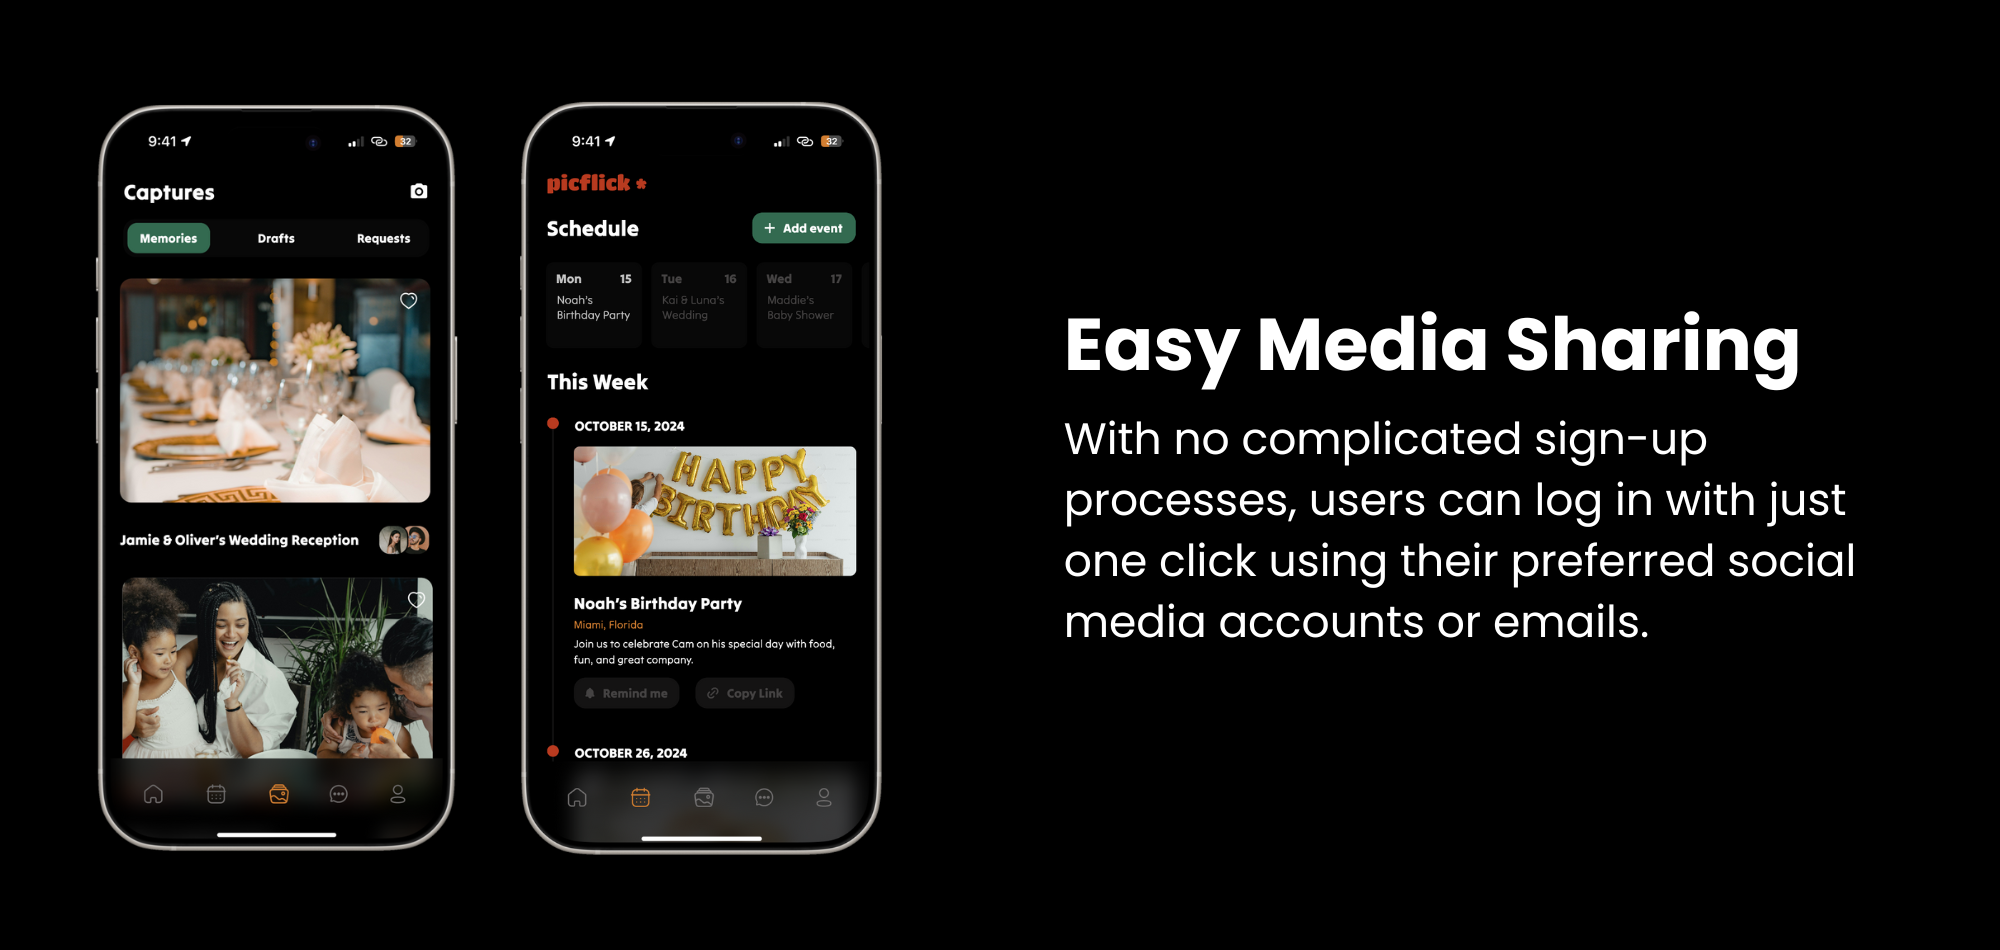 9:41
32
Captures
Memories
Drafts
Requests
Jamie & Oliver's Wedding Reception
9:41
32
picflick
Schedule
+ Add event
Mon 15
Noah's
Birthday Party
Tue 16
Kai & Luna's
Wedding
Wed 17
Maddie's
Baby Shower
This Week
OCTOBER 15, 2024
HAPPY
BIRTHDAY
Noah's Birthday Party
Miami, Florida
Join us to celebrate Cam on his special day with food,
fun, and great company.
Remind me
Copy Link
OCTOBER 26, 2024
Easy Media Sharing
With no complicated sign-up
processes, users can log in with just
one click using their preferred social
media accounts or emails.